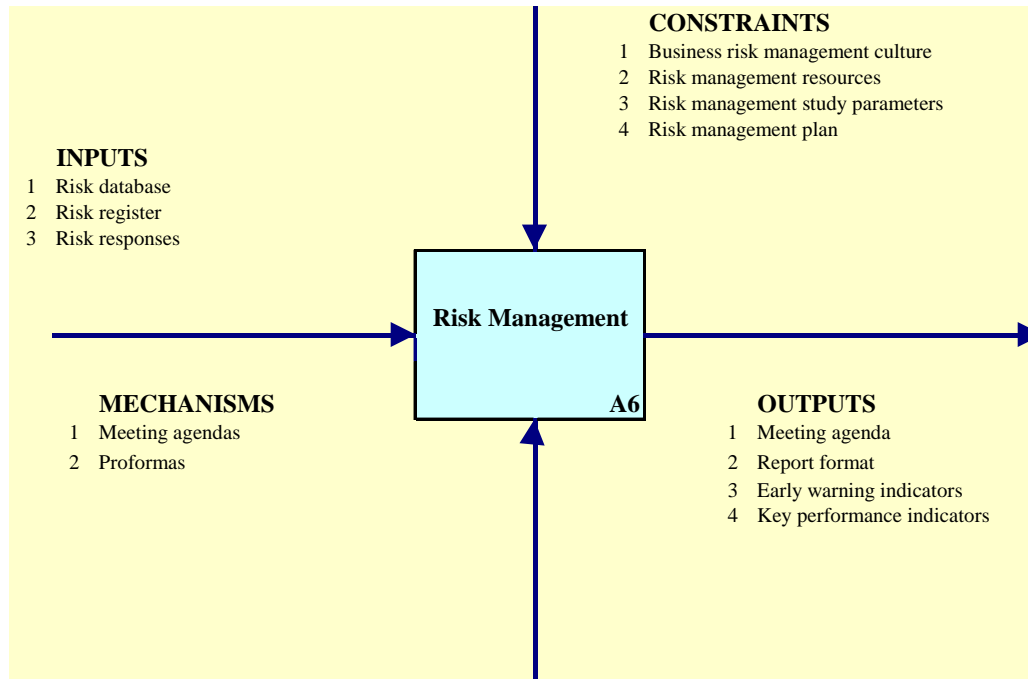 CONSTRAINTS
1 Business risk management culture
2 Risk management resources
3 Risk management study parameters
4 Risk management plan
INPUTS
1 Risk database
2 Risk register
3 Risk responses
Risk Management
A6
MECHANISMS
1 Meeting agendas
2 Proformas
OUTPUTS
1 Meeting agenda
2 Report format
3 Early warning indicators
4 Key performance indicators